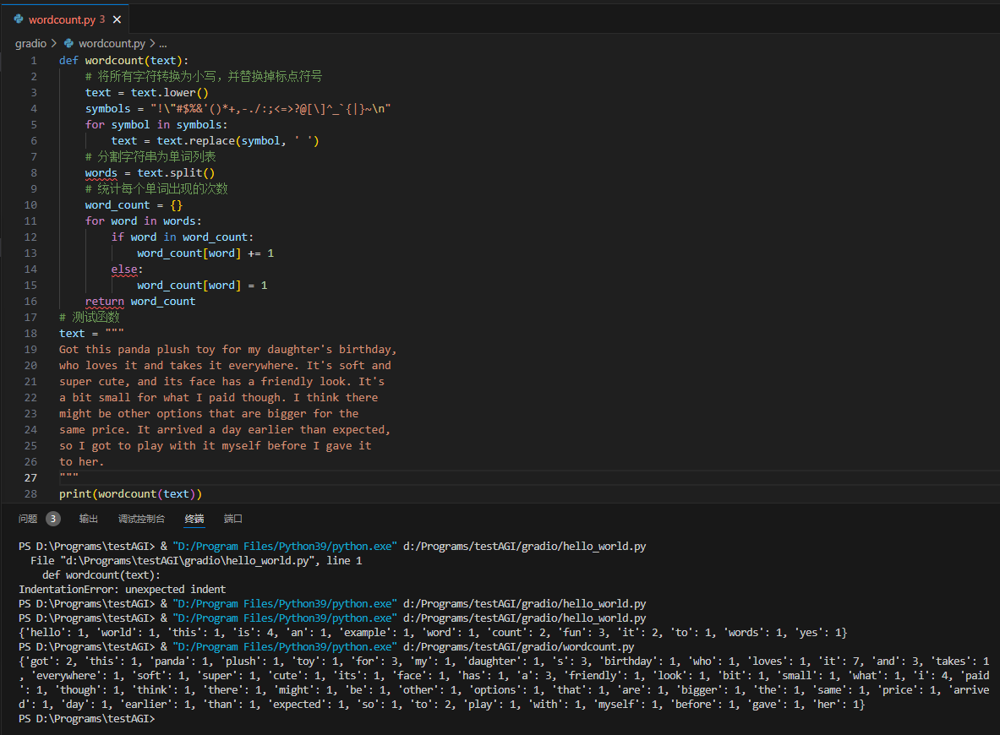 wordcount.py 3
gradio > wordcount.py > ...
1 def wordcount(text):
2 # 将所有字符转换为小写，并替换掉标点符号
3 text = text.lower()
4 symbols = "!\"#$%&'()*+,-./:;<=>?@[\]^_`{|}~\n"
5 for symbol in symbols:
6 text = text.replace(symbol, ' ')
7 # 分割字符串为单词列表
8 words = text.split()
9 # 统计每个单词出现的次数
10 word_count = {}
11 for word in words:
12 if word in word_count:
13 word_count[word] += 1
14 else:
15 word_count[word] = 1
16 return word_count
17 # 测试函数
18 text = """
19 Got this panda plush toy for my daughter's birthday,
20 who loves it and takes it everywhere. It's soft and
21 super cute, and its face has a friendly look. It's
22 a bit small for what I paid though. I think there
23 might be other options that are bigger for the
24 same price. It arrived a day earlier than expected,
25 so I got to play with it myself before I gave it
26 to her.
27 """
28 print(wordcount(text))
问题 3 输出 调试控制台 终端 端口
PS D:\Programs\testAGI> & "D:/Program Files/Python39/python.exe" d:/Programs/testAGI/gradio/hello_world.py
File "d:\Programs\testAGI\gradio\hello_world.py", line 1
def wordcount(text):
IndentationError: unexpected indent
PS D:\Programs\testAGI> & "D:/Program Files/Python39/python.exe" d:/Programs/testAGI/gradio/hello_world.py
PS D:\Programs\testAGI> & "D:/Program Files/Python39/python.exe" d:/Programs/testAGI/gradio/hello_world.py
{'hello': 1, 'world': 1, 'this': 1, 'is': 4, 'an': 1, 'example': 1, 'word': 1, 'count': 2, 'fun': 3, 'it': 2, 'to': 1, 'words': 1, 'yes': 1}
PS D:\Programs\testAGI> & "D:/Program Files/Python39/python.exe" d:/Programs/testAGI/gradio/wordcount.py
{'got': 2, 'this': 1, 'panda': 1, 'plush': 1, 'toy': 1, 'for': 3, 'my': 1, 'daughter': 1, 's': 3, 'birthday': 1, 'who': 1, 'loves': 1, 'it': 7, 'and': 3, 'takes': 1
, 'everywhere': 1, 'soft': 1, 'super': 1, 'cute': 1, 'its': 1, 'face': 1, 'has': 1, 'a': 3, 'friendly': 1, 'look': 1, 'bit': 1, 'small': 1, 'what': 1, 'i': 4, 'paid
': 1, 'though': 1, 'think': 1, 'there': 1, 'might': 1, 'be': 1, 'other': 1, 'options': 1, 'that': 1, 'are': 1, 'bigger': 1, 'the': 1, 'same': 1, 'price': 1, 'arrive
d': 1, 'day': 1, 'earlier': 1, 'than': 1, 'expected': 1, 'so': 1, 'to': 2, 'play': 1, 'with': 1, 'myself': 1, 'before': 1, 'gave': 1, 'her': 1}
PS D:\Programs\testAGI>